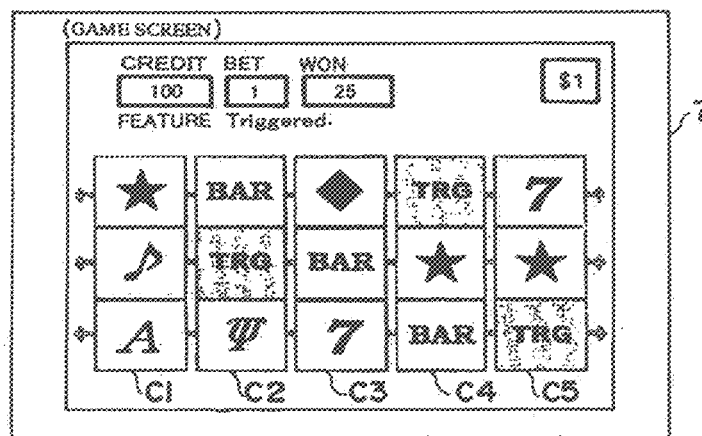 (GAME SCREEN)
CREDIT BET WON
100 1 25 $1
FEATURE Triggered.
BAR TRG 7
TRG BAR
A Ψ 7 BAR TRG
C1 C2 C3 C4 C5
7